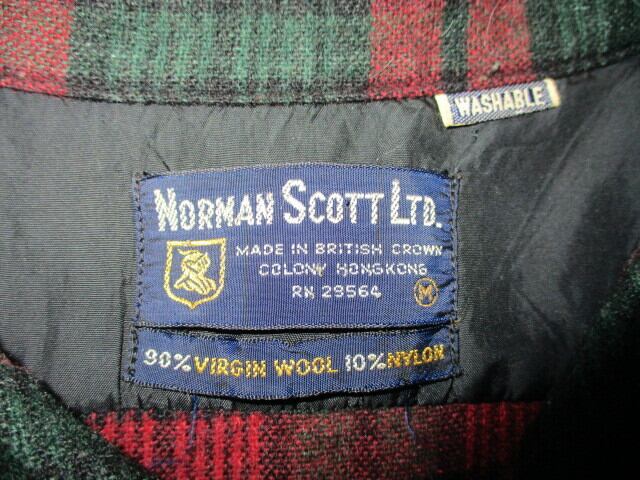 WASHABLE
NORMAN SCOTT LTD.
MADE IN BRITISH CROWN
COLONY HONGKONG
RN 29564 M
90% VIRGIN WOOL 10% NYLON